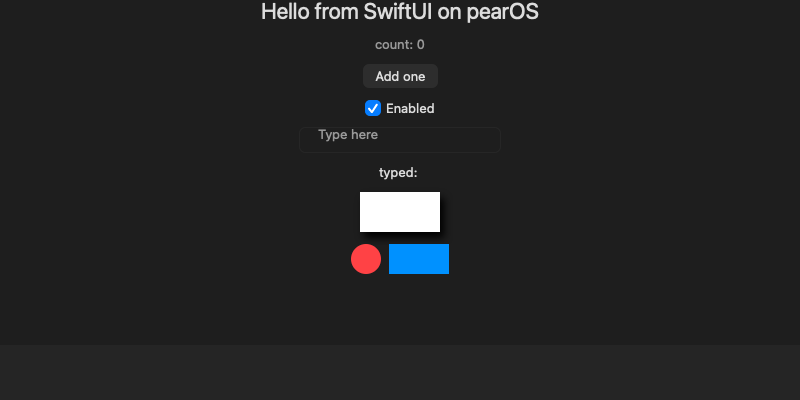 Hello from SwiftUI on pearOS
count: 0
Add one
Enabled
Type here
typed: